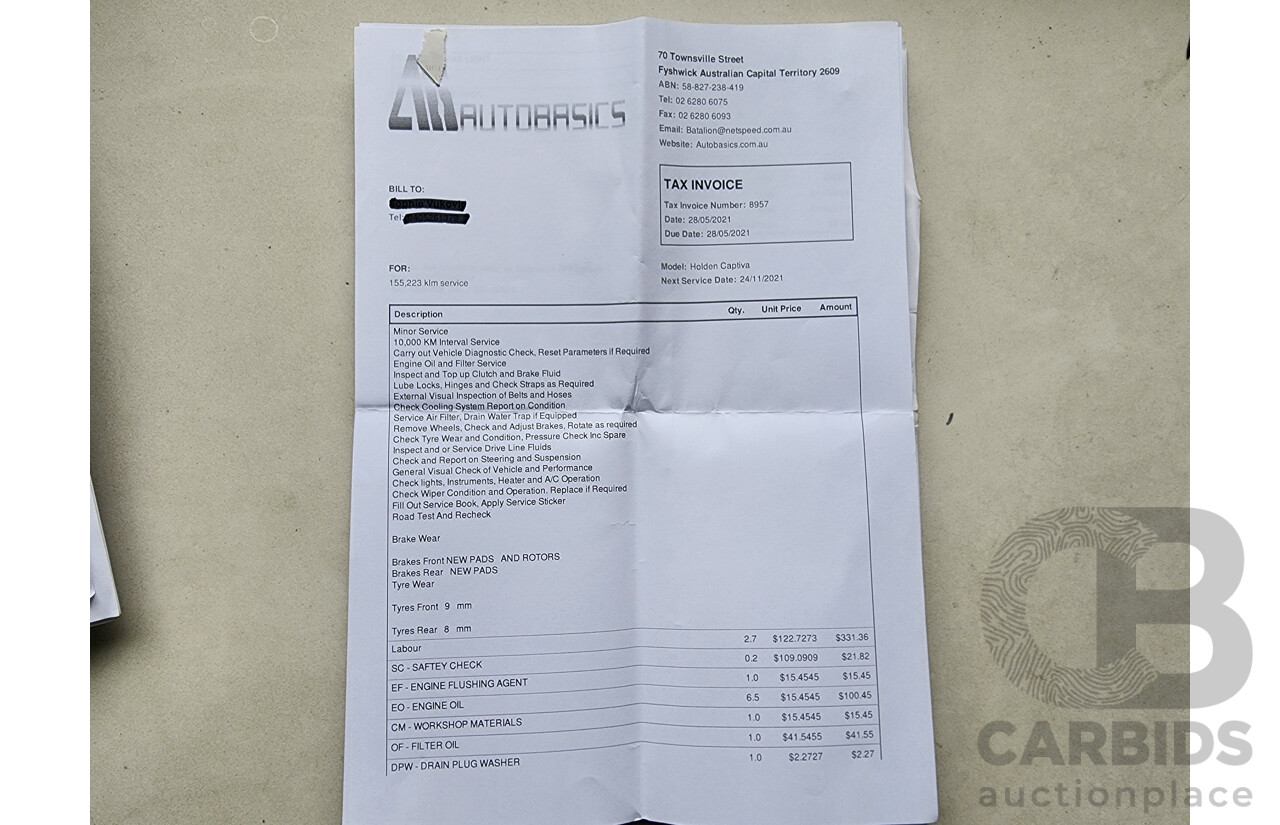 AUTOBASICS
70 Townsville Street
Fyshwick Australian Capital Territory 2609
ABN: 58-827-238-419
Tel: 02 6280 6075
Fax: 02 6280 6093
Email: Batalion@netspeed.com.au
Website: Autobasics.com.au
BILL TO:
Tel:
TAX INVOICE
Tax Invoice Number: 8957
Date: 28/05/2021
Due Date: 28/05/2021
FOR:
155,223 klm service
Model: Holden Captiva
Next Service Date: 24/11/2021
Description Qty. Unit Price Amount
Minor Service
10,000 KM Interval Service
Carry out Vehicle Diagnostic Check, Reset Parameters if Required
Engine Oil and Filter Service
Inspect and Top up Clutch and Brake Fluid
Lube Locks, Hinges and Check Straps as Required
External Visual Inspection of Belts and Hoses
Check Cooling System Report on Condition
Service Air Filter, Drain Water Trap if Equipped
Remove Wheels, Check and Adjust Brakes, Rotate as required
Check Tyre Wear and Condition, Pressure Check Inc Spare
Inspect and or Service Drive Line Fluids
Check and Report on Steering and Suspension
General Visual Check of Vehicle and Performance
Check lights, Instruments, Heater and A/C Operation
Check Wiper Condition and Operation, Replace if Required
Fill Out Service Book, Apply Service Sticker
Road Test And Recheck
Brake Wear
Brakes Front NEW PADS AND ROTORS
Brakes Rear NEW PADS
Tyre Wear
Tyres Front 9 mm
Tyres Rear 8 mm
Labour 2.7 $122.7273 $331.36
SC - SAFTEY CHECK 0.2 $109.0909 $21.82
EF - ENGINE FLUSHING AGENT 1.0 $15.4545 $15.45
EO - ENGINE OIL 6.5 $15.4545 $100.45
CM - WORKSHOP MATERIALS 1.0 $15.4545 $15.45
OF - FILTER OIL 1.0 $41.5455 $41.55
DPW - DRAIN PLUG WASHER 1.0 $2.2727 $2.27
CB
CARBIDS
auctionplace